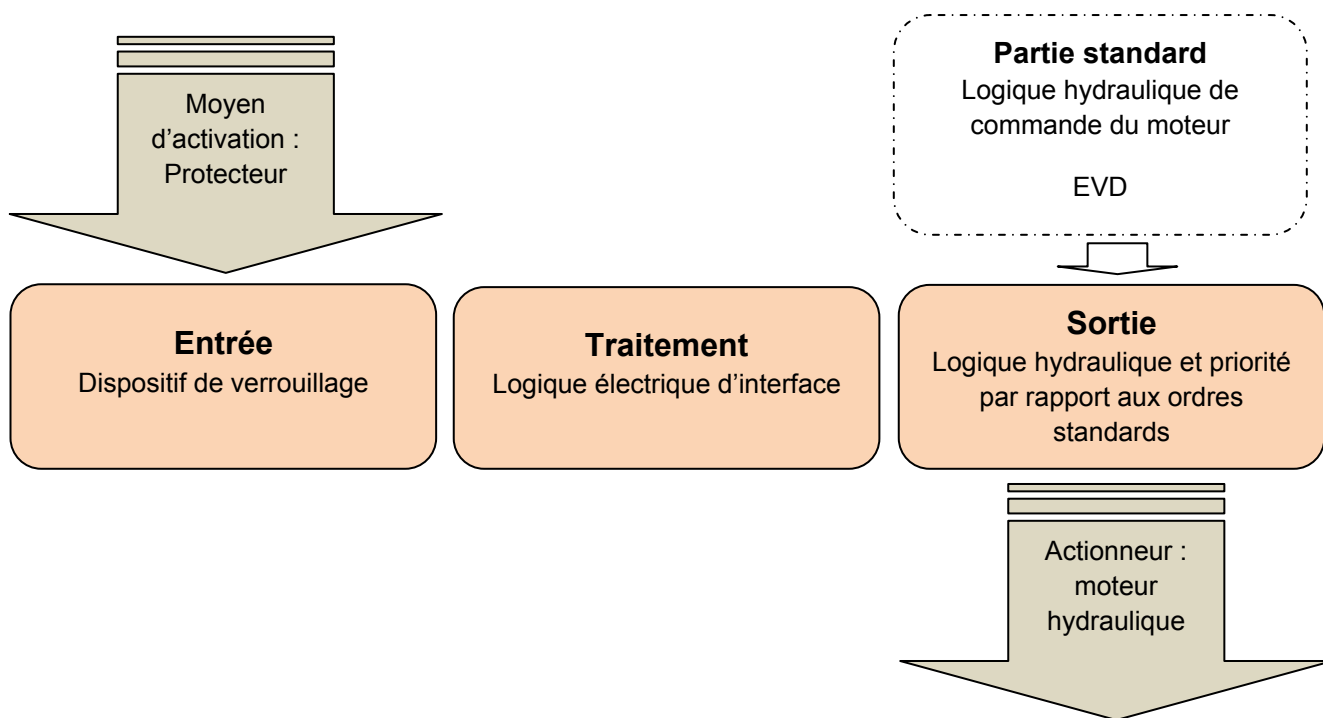 Moyen
d’activation :
Protecteur
Partie standard
Logique hydraulique de
commande du moteur
EVD
Entrée
Dispositif de verrouillage
Traitement
Logique électrique d’interface
Sortie
Logique hydraulique et priorité
par rapport aux ordres
standards
Actionneur :
moteur
hydraulique